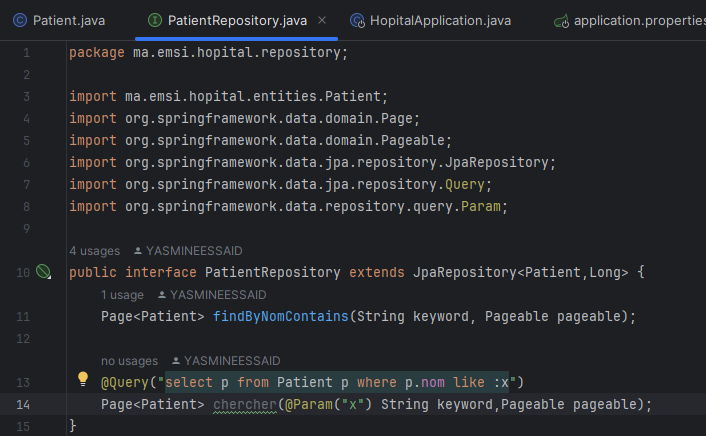 Patient.java PatientRepository.java × HopitalApplication.java application.properties
1 package ma.emsi.hopital.repository;
2
3 import ma.emsi.hopital.entities.Patient;
4 import org.springframework.data.domain.Page;
5 import org.springframework.data.domain.Pageable;
6 import org.springframework.data.jpa.repository.JpaRepository;
7 import org.springframework.data.jpa.repository.Query;
8 import org.springframework.data.repository.query.Param;
9
4 usages YASMINEESSAID
10 public interface PatientRepository extends JpaRepository<Patient,Long> {
1 usage YASMINEESSAID
11 Page<Patient> findByNomContains(String keyword, Pageable pageable);
12
no usages YASMINEESSAID
13 @Query("select p from Patient p where p.nom like :x")
14 Page<Patient> chercher(@Param("x") String keyword,Pageable pageable);
15 }